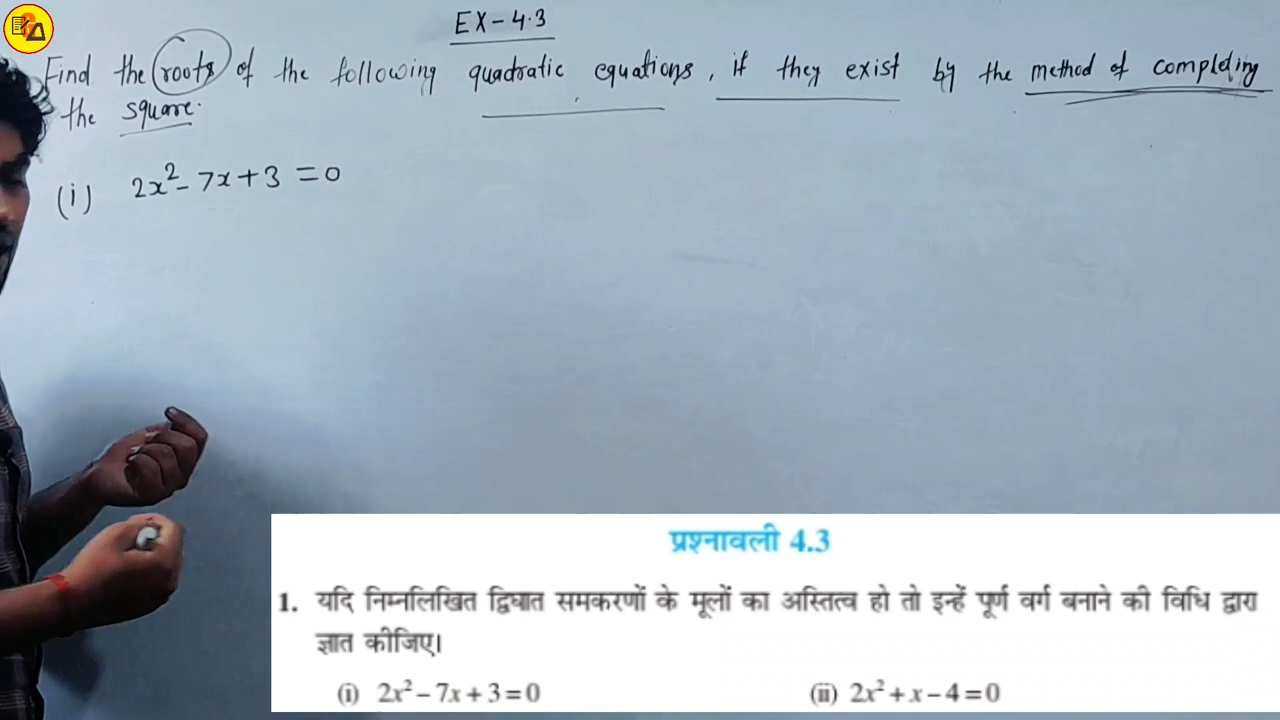 EX-4.3
Find the roots of the following quadratic equations, if they exist by the method of completing
the square.
(i) 2x²-7x+3=0
प्रश्नावली 4.3
1. यदि निम्नलिखित द्विघात समकरणों के मूलों का अस्तित्व हो तो इन्हें पूर्ण वर्ग बनाने की विधि द्वारा
ज्ञात कीजिए।
(i) 2x² – 7x + 3 = 0 (ii) 2x² + x – 4 = 0